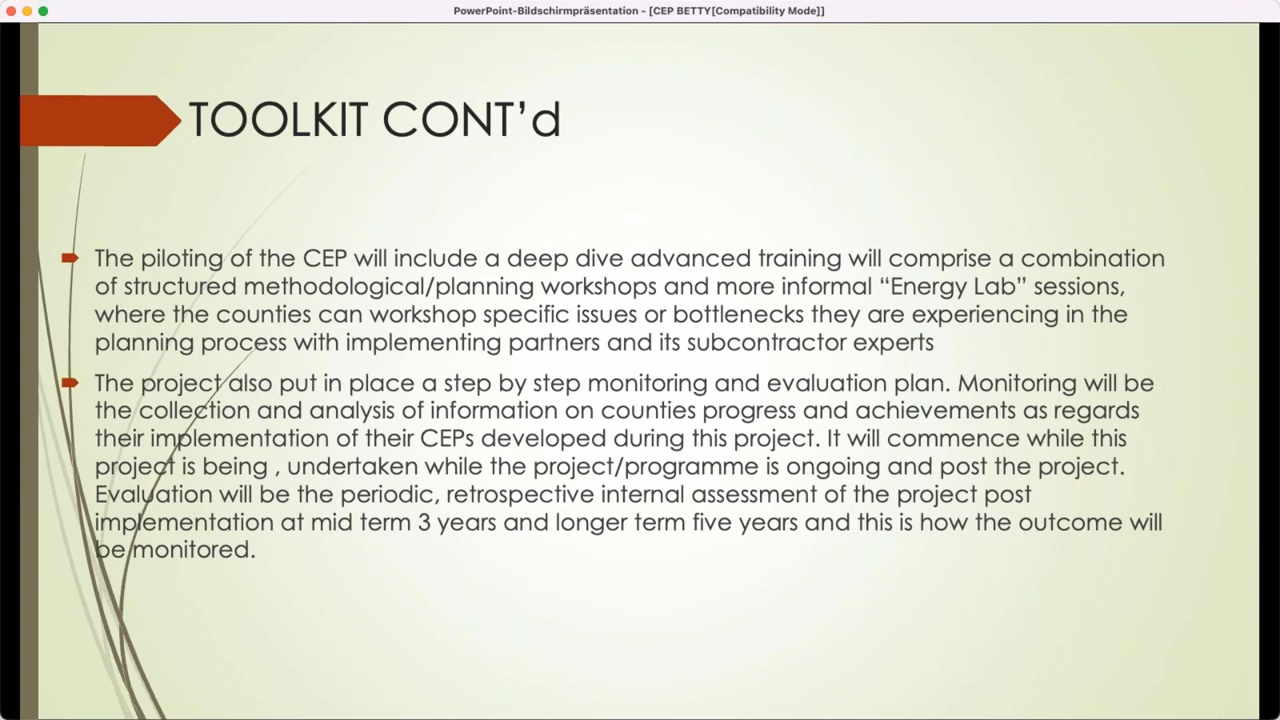 PowerPoint-Bildschirmpräsentation - [CEP BETTY[Compatibility Mode]]
TOOLKIT CONT’d
The piloting of the CEP will include a deep dive advanced training will comprise a combination
of structured methodological/planning workshops and more informal “Energy Lab” sessions,
where the counties can workshop specific issues or bottlenecks they are experiencing in the
planning process with implementing partners and its subcontractor experts
The project also put in place a step by step monitoring and evaluation plan. Monitoring will be
the collection and analysis of information on counties progress and achievements as regards
their implementation of their CEPs developed during this project. It will commence while this
project is being , undertaken while the project/programme is ongoing and post the project.
Evaluation will be the periodic, retrospective internal assessment of the project post
implementation at mid term 3 years and longer term five years and this is how the outcome will
be monitored.